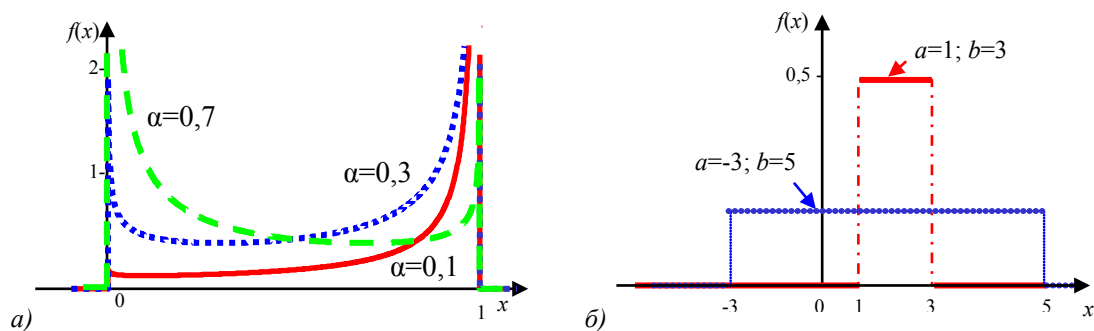 f(x)
2
α=0,7
1
α=0,3
α=0,1
0
1
x
а)
f(x)
a=1; b=3
0,5
a=-3; b=5
-3
0
1
3
5
x
б)